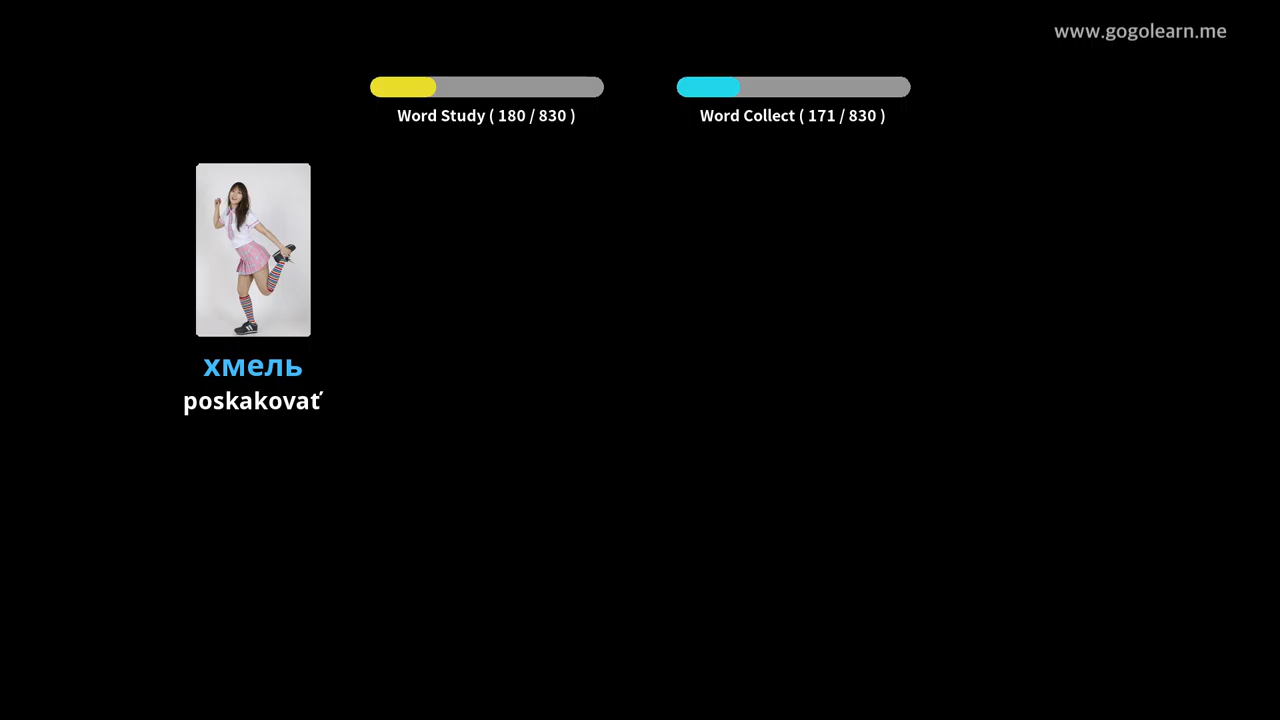 www.gogolearn.me
Word Study ( 180 / 830 )
Word Collect ( 171 / 830 )
хмель
poskakovať